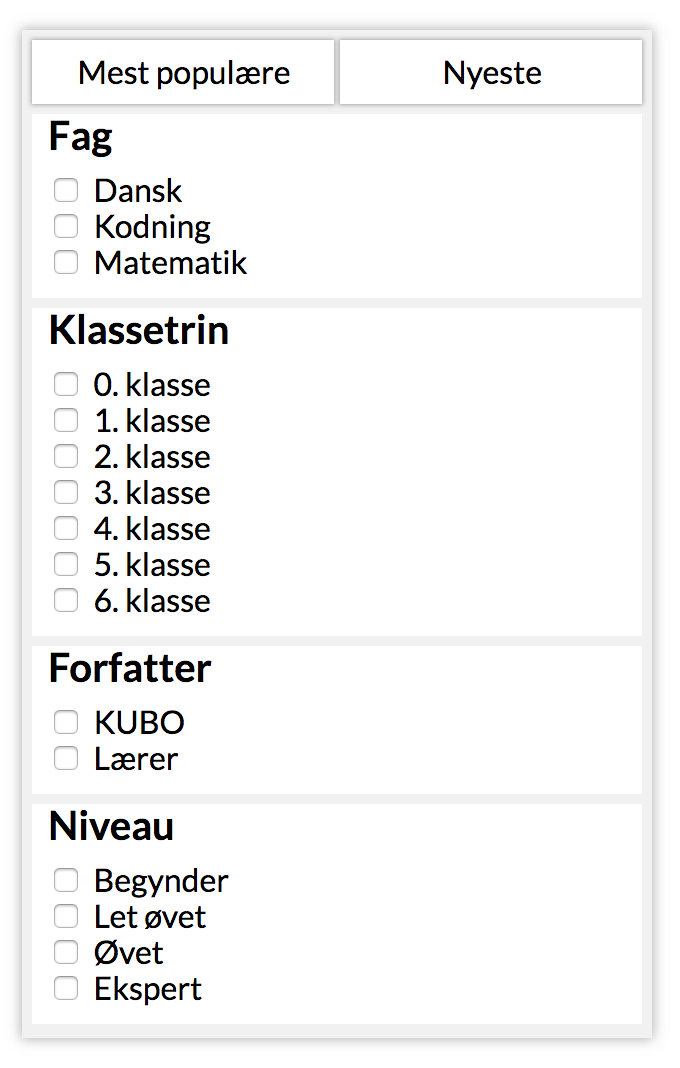 Mest populære
Nyeste
Fag
Dansk
Kodning
Matematik
Klassetrin
0. klasse
1. klasse
2. klasse
3. klasse
4. klasse
5. klasse
6. klasse
Forfatter
KUBO
Lærer
Niveau
Begynder
Let øvet
Øvet
Ekspert